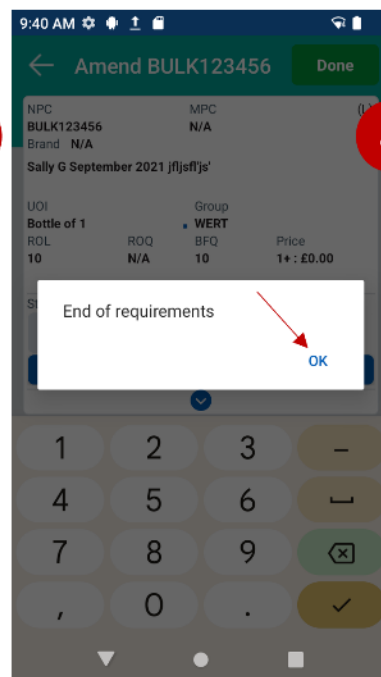 9:40 AM
Amend BULK123456 Done
NPC MPC (L)
BULK123456 N/A
Brand N/A
Sally G September 2021 jfljsfl'js'
UOI Group
Bottle of 1 WERT
ROL ROQ BFQ Price
10 N/A 10 1+ : £0.00
St
End of requirements
OK
1 2 3 –
4 5 6
7 8 9
, 0 .